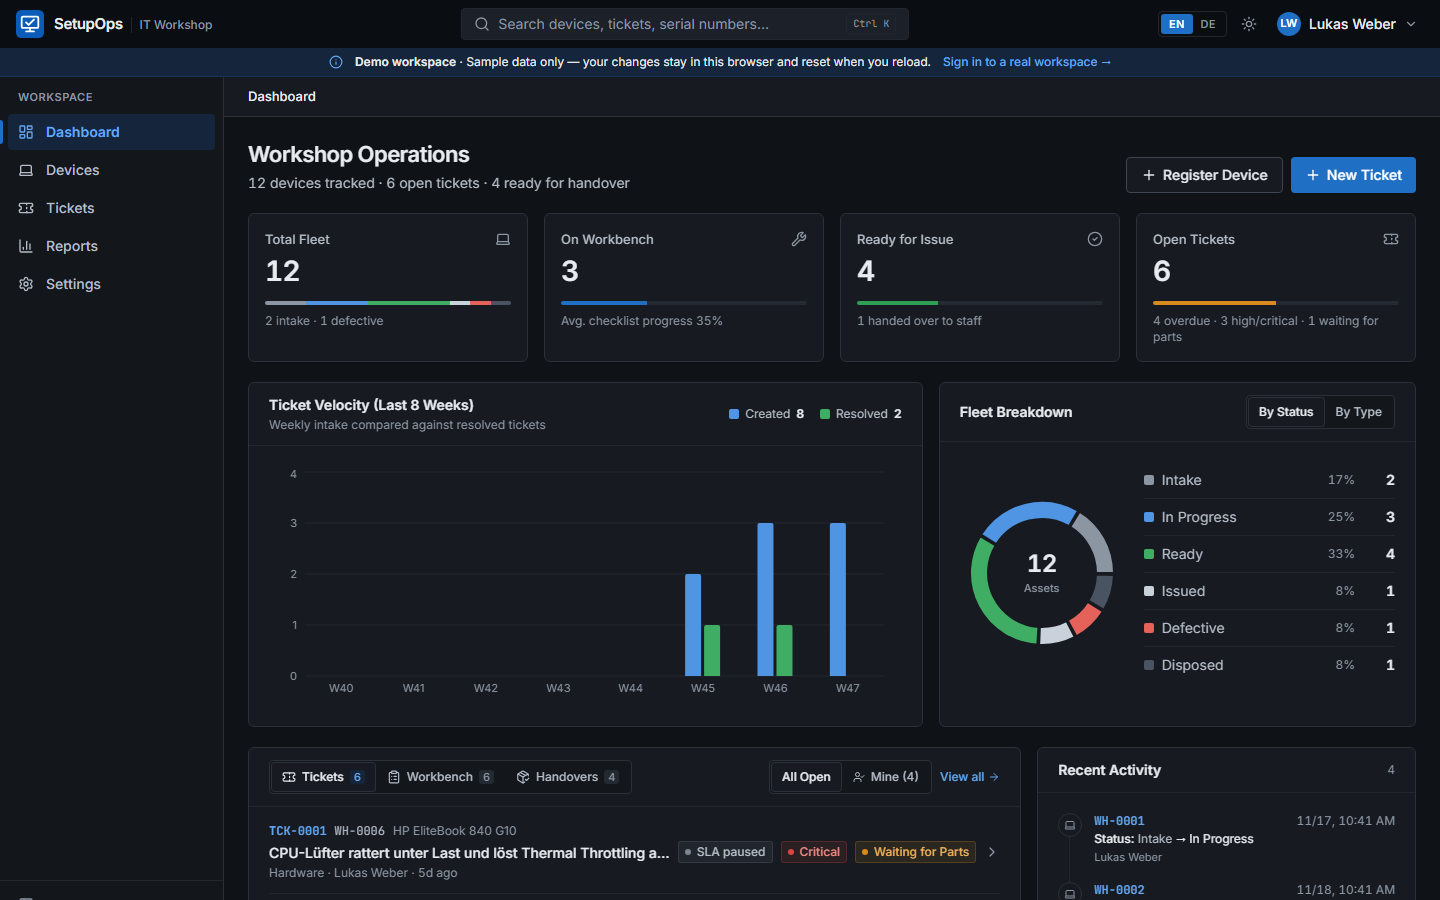 SetupOps IT Workshop
Search devices, tickets, serial numbers... Ctrl K
EN DE
LW Lukas Weber
Demo workspace · Sample data only — your changes stay in this browser and reset when you reload. Sign in to a real workspace →
WORKSPACE
Dashboard
Devices
Tickets
Reports
Settings
Dashboard
Workshop Operations
12 devices tracked · 6 open tickets · 4 ready for handover
+ Register Device
+ New Ticket
Total Fleet
12
2 intake · 1 defective
On Workbench
3
Avg. checklist progress 35%
Ready for Issue
4
1 handed over to staff
Open Tickets
6
4 overdue · 3 high/critical · 1 waiting for
parts
Ticket Velocity (Last 8 Weeks)
Weekly intake compared against resolved tickets
Created 8 Resolved 2
4
3
2
1
0
W40 W41 W42 W43 W44 W45 W46 W47
Fleet Breakdown
By Status By Type
12
Assets
Intake 17% 2
In Progress 25% 3
Ready 33% 4
Issued 8% 1
Defective 8% 1
Disposed 8% 1
Tickets 6 Workbench 6 Handovers 4
All Open Mine (4) View all →
TCK-0001 WH-0006 HP EliteBook 840 G10
CPU-Lüfter rattert unter Last und löst Thermal Throttling a...
SLA paused Critical Waiting for Parts
Hardware · Lukas Weber · 5d ago
Recent Activity 4
WH-0001 11/17, 10:41 AM
Status: Intake → In Progress
Lukas Weber
WH-0002 11/18, 10:41 AM